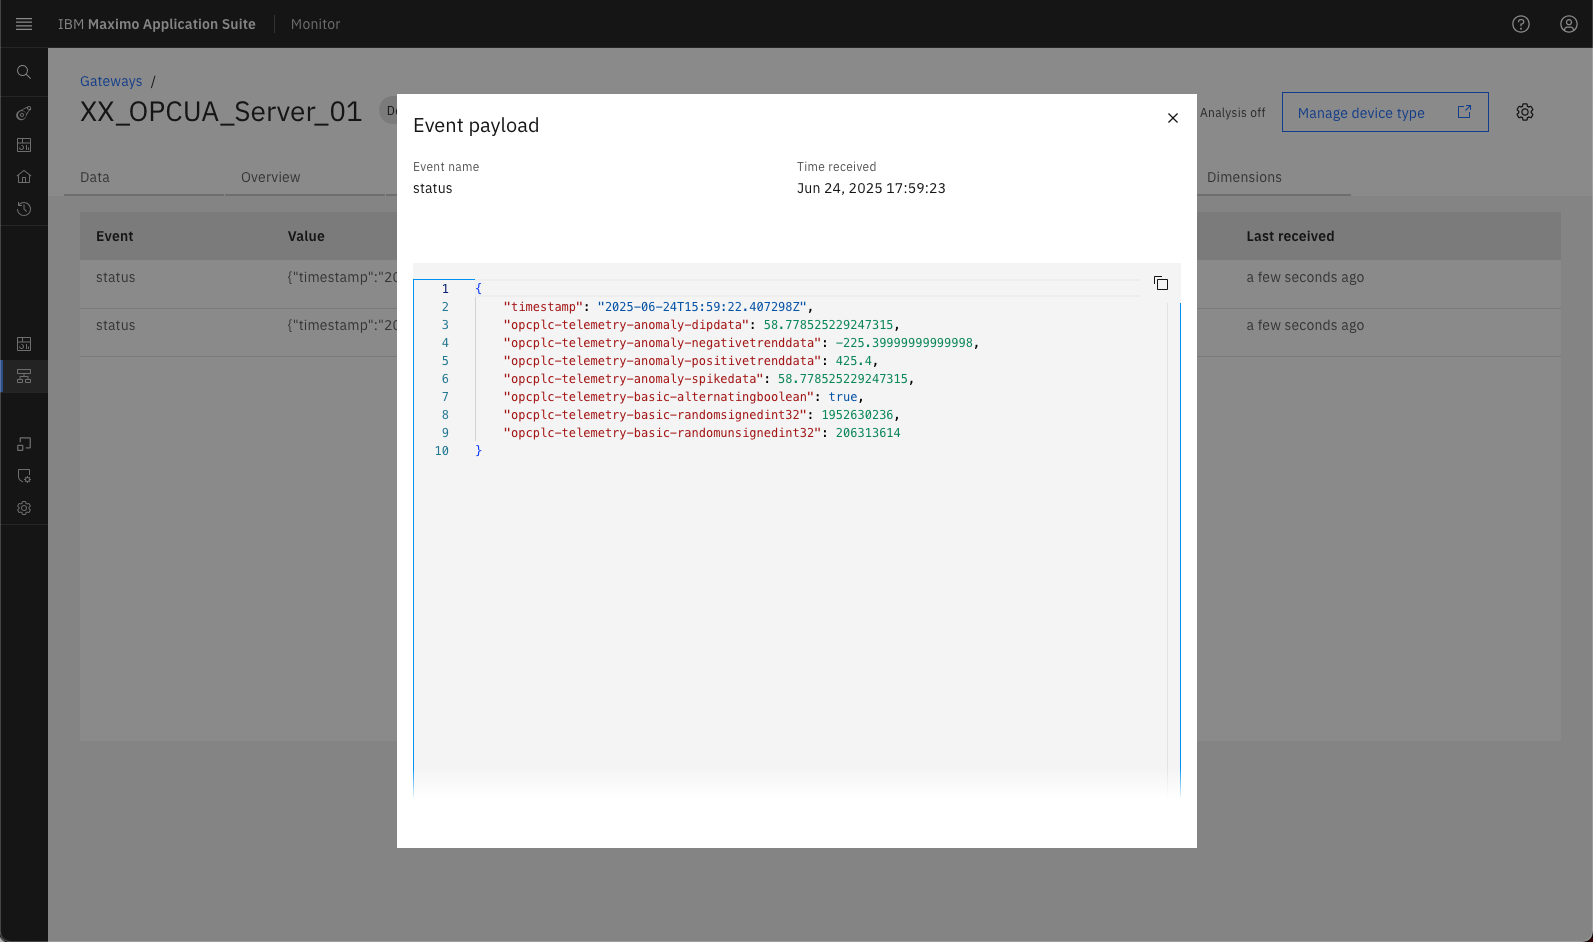 IBM Maximo Application Suite Monitor
Gateways /
XX_OPCUA_Server_01
Analysis off
Manage device type
Data
Overview
Dimensions
Event
Value
Last received
status
{"timestamp":"20
a few seconds ago
status
{"timestamp":"20
a few seconds ago
Event payload
Event name
Time received
status
Jun 24, 2025 17:59:23
1 {
2 "timestamp": "2025-06-24T15:59:22.407298Z",
3 "opcplc-telemetry-anomaly-dipdata": 58.778525229247315,
4 "opcplc-telemetry-anomaly-negativetrenddata": -225.39999999999998,
5 "opcplc-telemetry-anomaly-positivetrenddata": 425.4,
6 "opcplc-telemetry-anomaly-spikedata": 58.778525229247315,
7 "opcplc-telemetry-basic-alternatingboolean": true,
8 "opcplc-telemetry-basic-randomsignedint32": 1952630236,
9 "opcplc-telemetry-basic-randomunsignedint32": 206313614
10 }